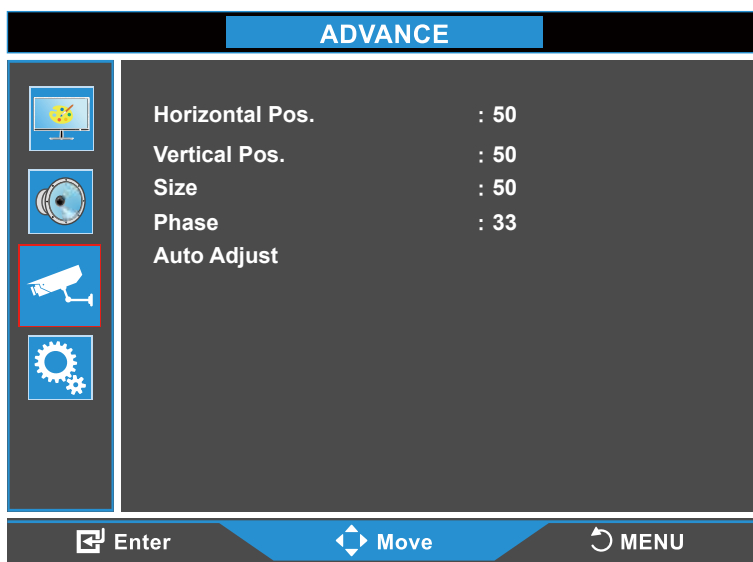 ADVANCE
Horizontal Pos. : 50
Vertical Pos. : 50
Size : 50
Phase : 33
Auto Adjust
Enter Move MENU